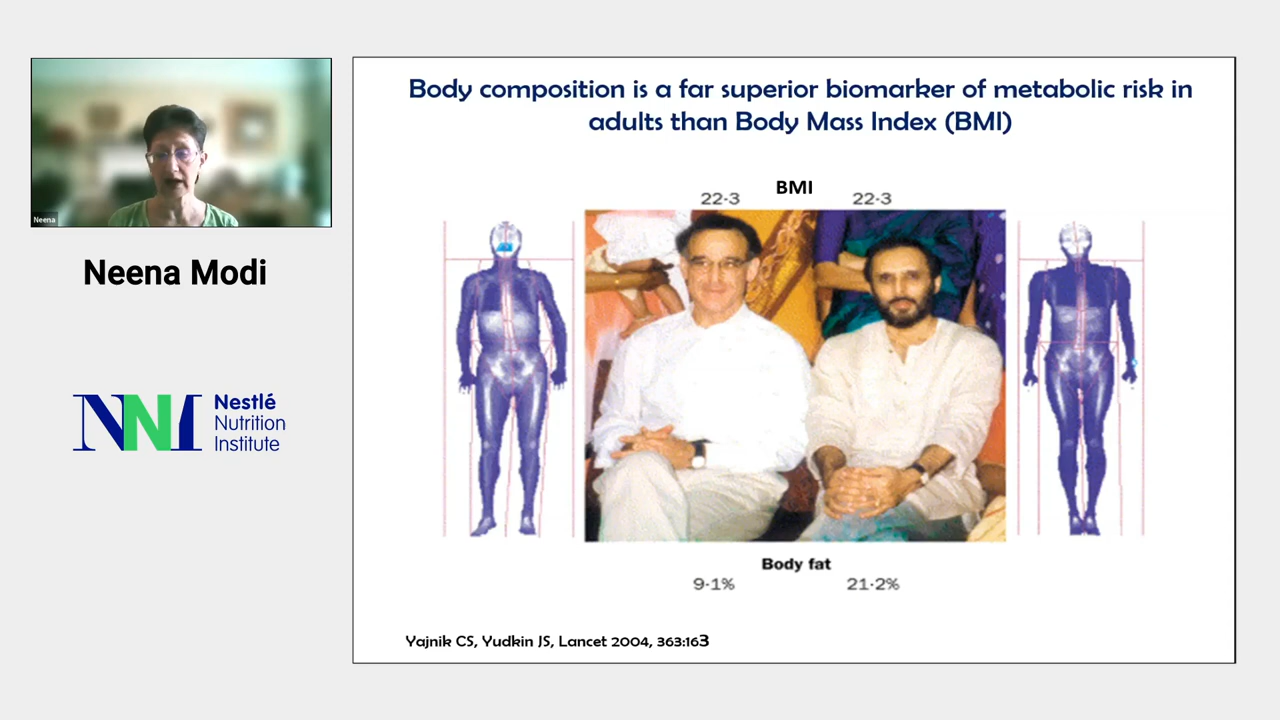 Body composition is a far superior biomarker of metabolic risk in
adults than Body Mass Index (BMI)
BMI
22·3 22·3
Neena
Neena Modi
NNI Nestlé
Nutrition
Institute
Body fat
9·1% 21·2%
Yajnik CS, Yudkin JS, Lancet 2004, 363:163